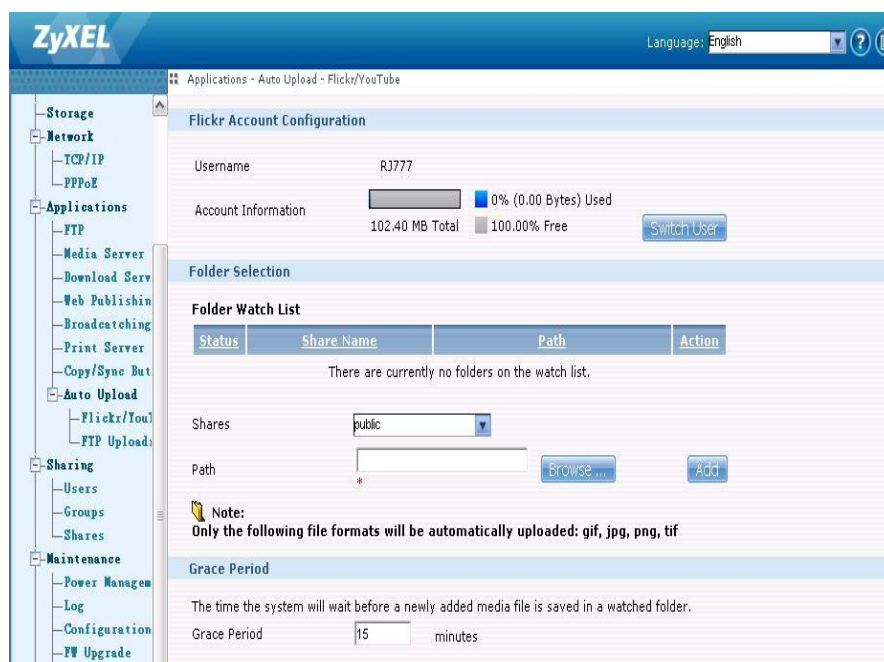 ZyXEL
Language: English
Applications - Auto Upload - Flickr/YouTube
Storage
Network
TCP/IP
PPPoE
Applications
FTP
Media Server
Download Serv
Web Publishin
Broadcatching
Print Server
Copy/Sync But
Auto Upload
Flickr/You
FTP Upload
Sharing
Users
Groups
Shares
Maintenance
Power Managem
Log
Configuration
FW Upgrade
Flickr Account Configuration
Username RJ777
Account Information
0% (0.00 Bytes) Used
102.40 MB Total 100.00% Free
Switch User
Folder Selection
Folder Watch List
Status Share Name Path Action
There are currently no folders on the watch list.
Shares public
Path Browse ... Add
*
Note:
Only the following file formats will be automatically uploaded: gif, jpg, png, tif
Grace Period
The time the system will wait before a newly added media file is saved in a watched folder.
Grace Period 15 minutes